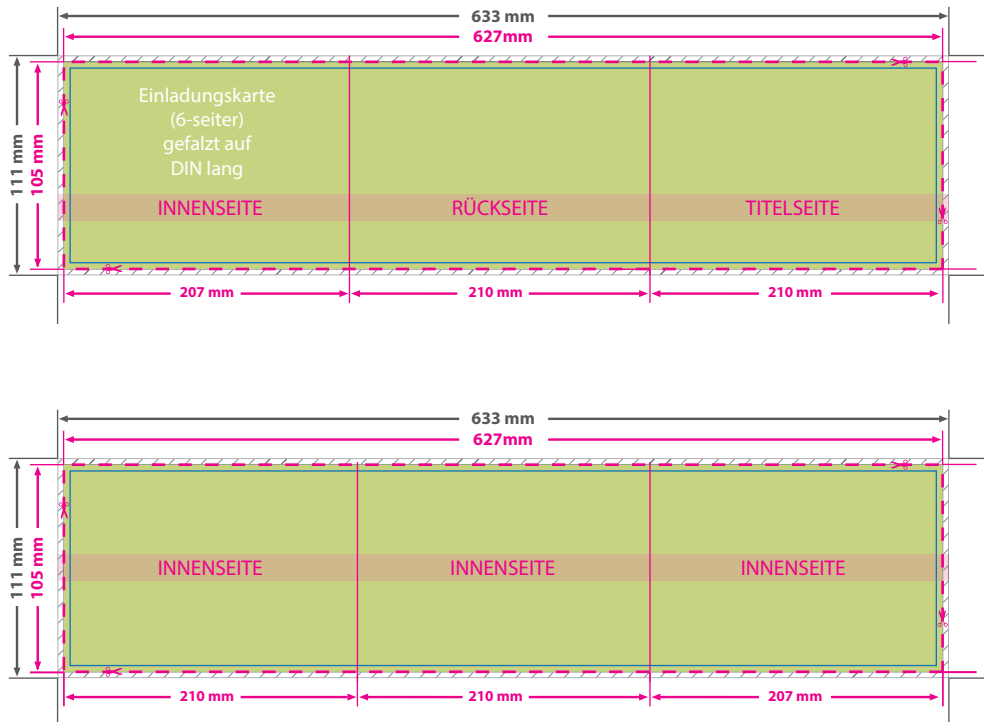 633 mm
627mm
111 mm
105 mm
Einladungskarte
(6-seiter)
gefalzt auf
DIN lang
INNENSEITE
RÜCKSEITE
TITELSEITE
207 mm
210 mm
210 mm
633 mm
627mm
111 mm
105 mm
INNENSEITE
INNENSEITE
INNENSEITE
210 mm
210 mm
207 mm